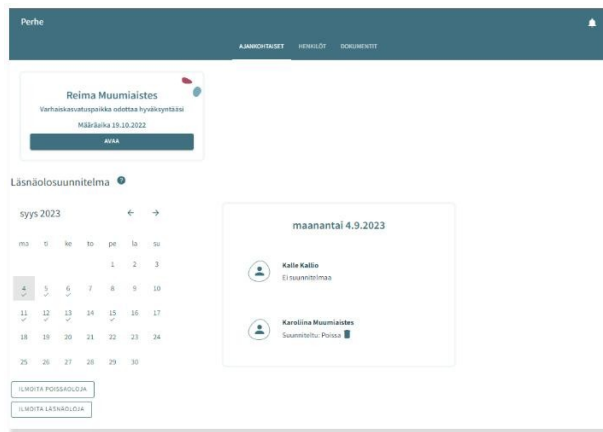 Perhe
AJANKOHTAISET HENKILÖT DOKUMENTIT
Reima Muumiaistes
Varhaiskasvatuspaikka odottaa hyväksyntääsi
Määräaika 19.10.2022
AVAA
Läsnäolosuunnitelma ?
syys 2023 ← →
ma ti ke to pe la su
1 2 3
4 5 6 7 8 9 10
11 12 13 14 15 16 17
18 19 20 21 22 23 24
25 26 27 28 29 30
ILMOITA POISSAOLOJA
ILMOITA LÄSNÄOLOJA
maanantai 4.9.2023
Kalle Kallio
Ei suunnitelmaa
Karoliina Muumiaistes
Suunniteltu: Poissa